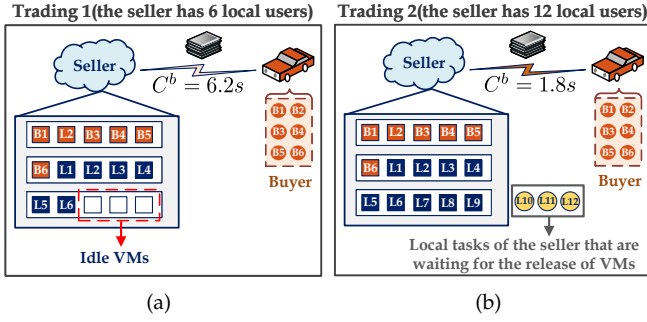 Trading 1(the seller has 6 local users)
Seller
C^b = 6.2s
B1 B2
B3 B4
B5 B6
Buyer
B1 L2 B3 B4 B5
B6 L1 L2 L3 L4
L5 L6
Idle VMs
(a)
Trading 2(the seller has 12 local users)
Seller
C^b = 1.8s
B1 B2
B3 B4
B5 B6
Buyer
B1 L2 B3 B4 B5
B6 L1 L2 L3 L4
L5 L6 L7 L8 L9
L10 L11 L12
Local tasks of the seller that are
waiting for the release of VMs
(b)